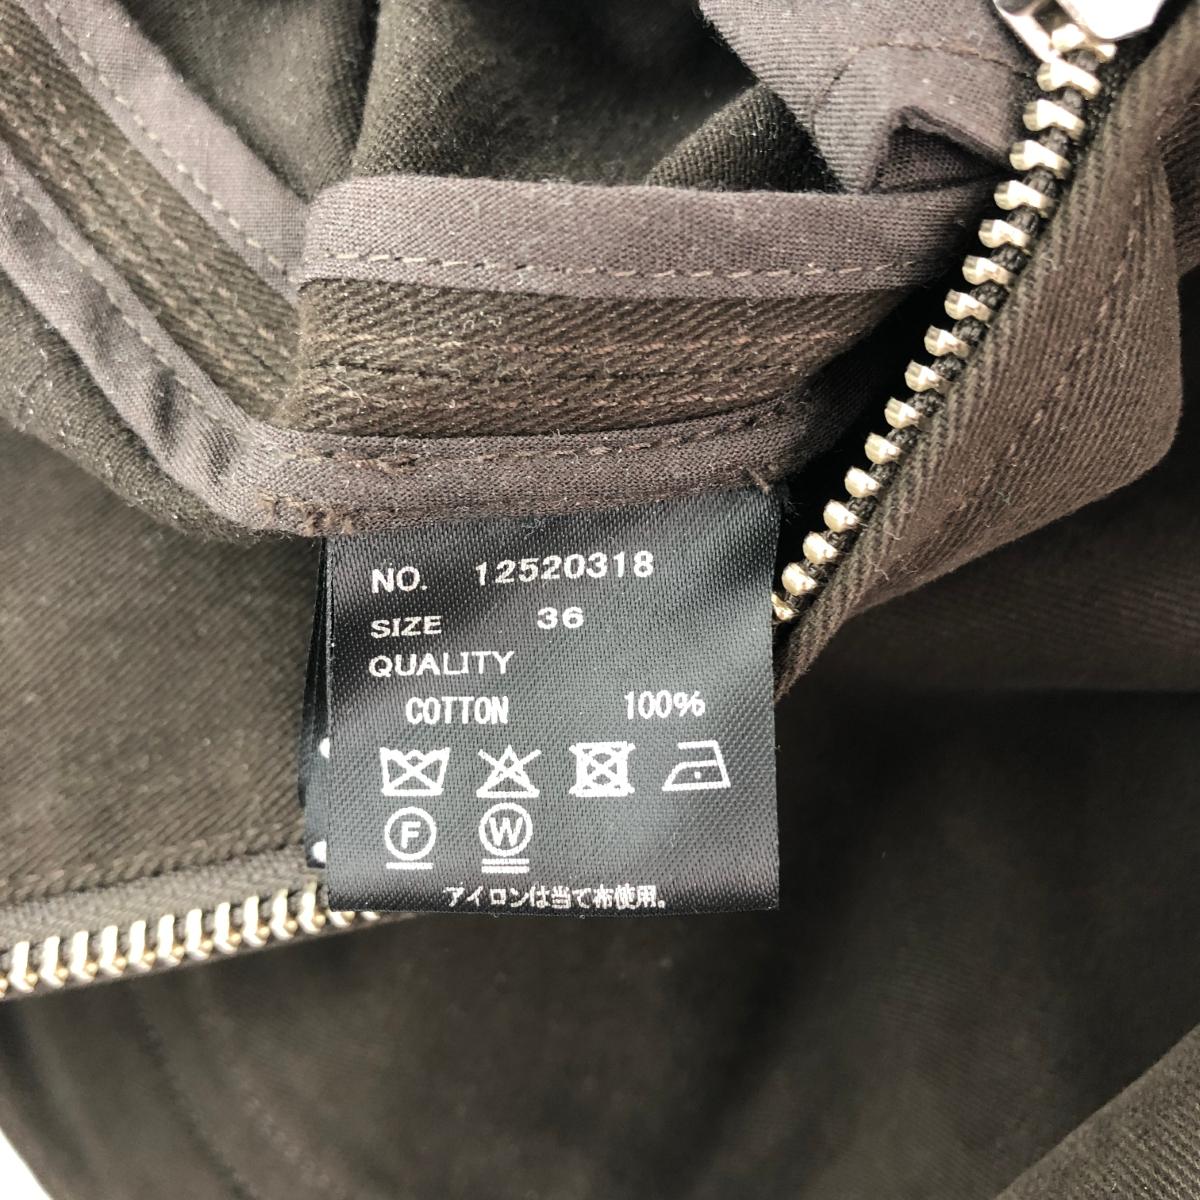 NO. 12520318
SIZE 36
QUALITY
COTTON 100%
F W
アイロンは当て布使用。